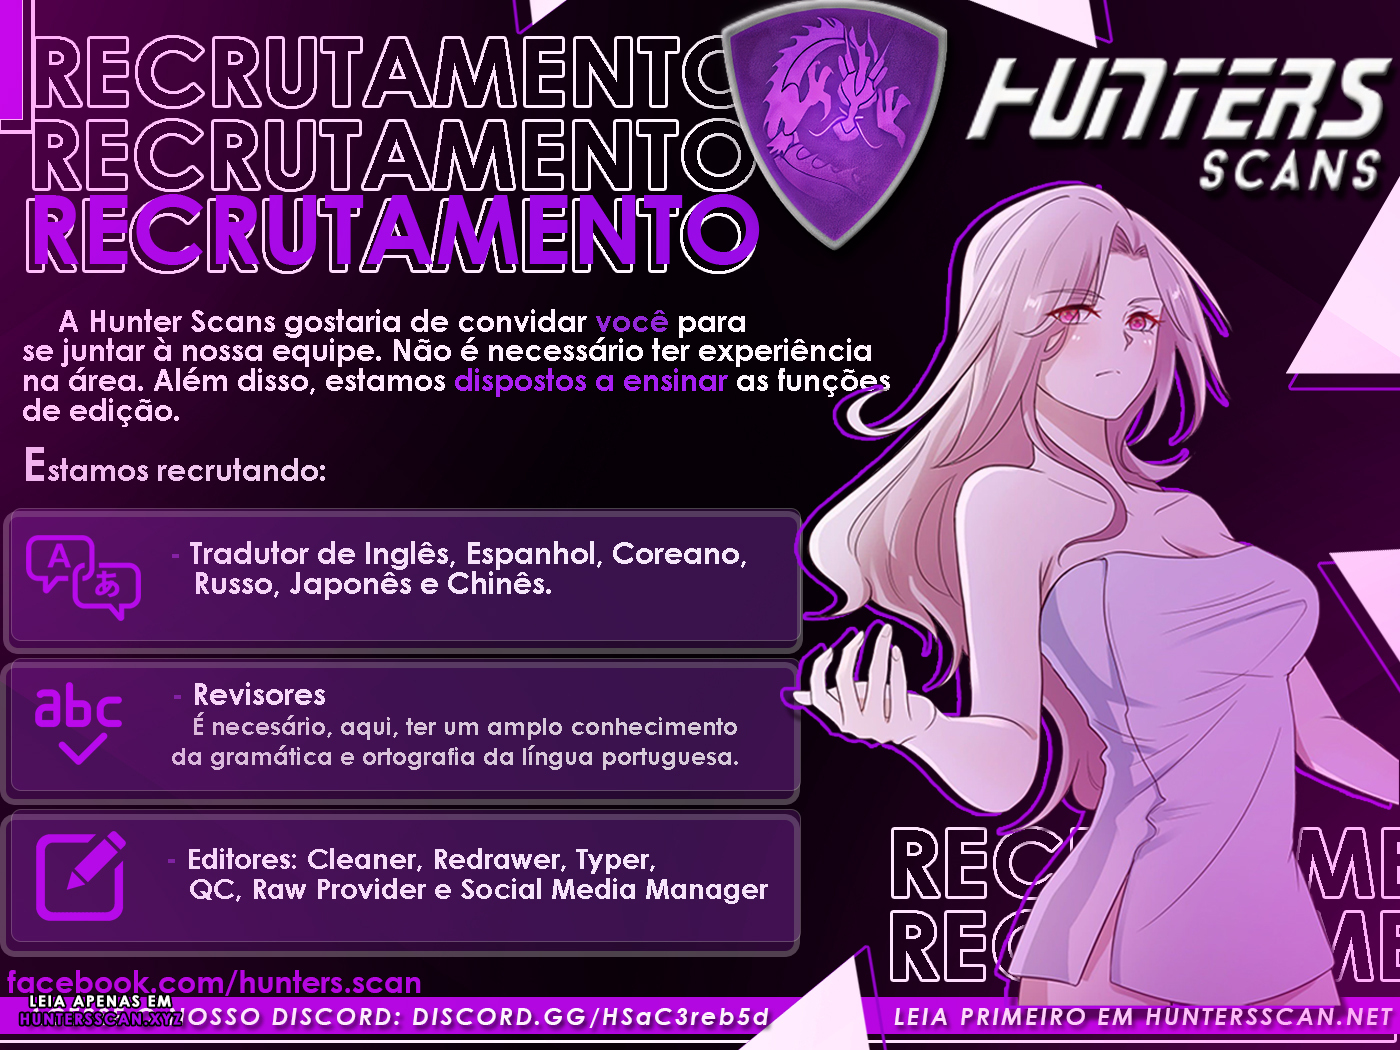 RECRUTAMENTO
RECRUTAMENTO
RECRUTAMENTO
HUNTERS
SCANS
A Hunter Scans gostaria de convidar você para
se juntar à nossa equipe. Não é necessário ter experiência
na área. Além disso, estamos dispostos a ensinar as funções
de edição.
Estamos recrutando:
- Tradutor de Inglês, Espanhol, Coreano,
Russo, Japonês e Chinês.
A あ
- Revisores
É necesário, aqui, ter um amplo conhecimento
da gramática e ortografia da língua portuguesa.
abc
- Editores: Cleaner, Redrawer, Typer,
QC, Raw Provider e Social Media Manager
facebook.com/hunters.scan
LEIA APENAS EM
HUNTERSSCAN.XYZ
DISCORD: DISCORD.GG/HSaC3reb5d
LEIA PRIMEIRO EM HUNTERSSCAN.NET